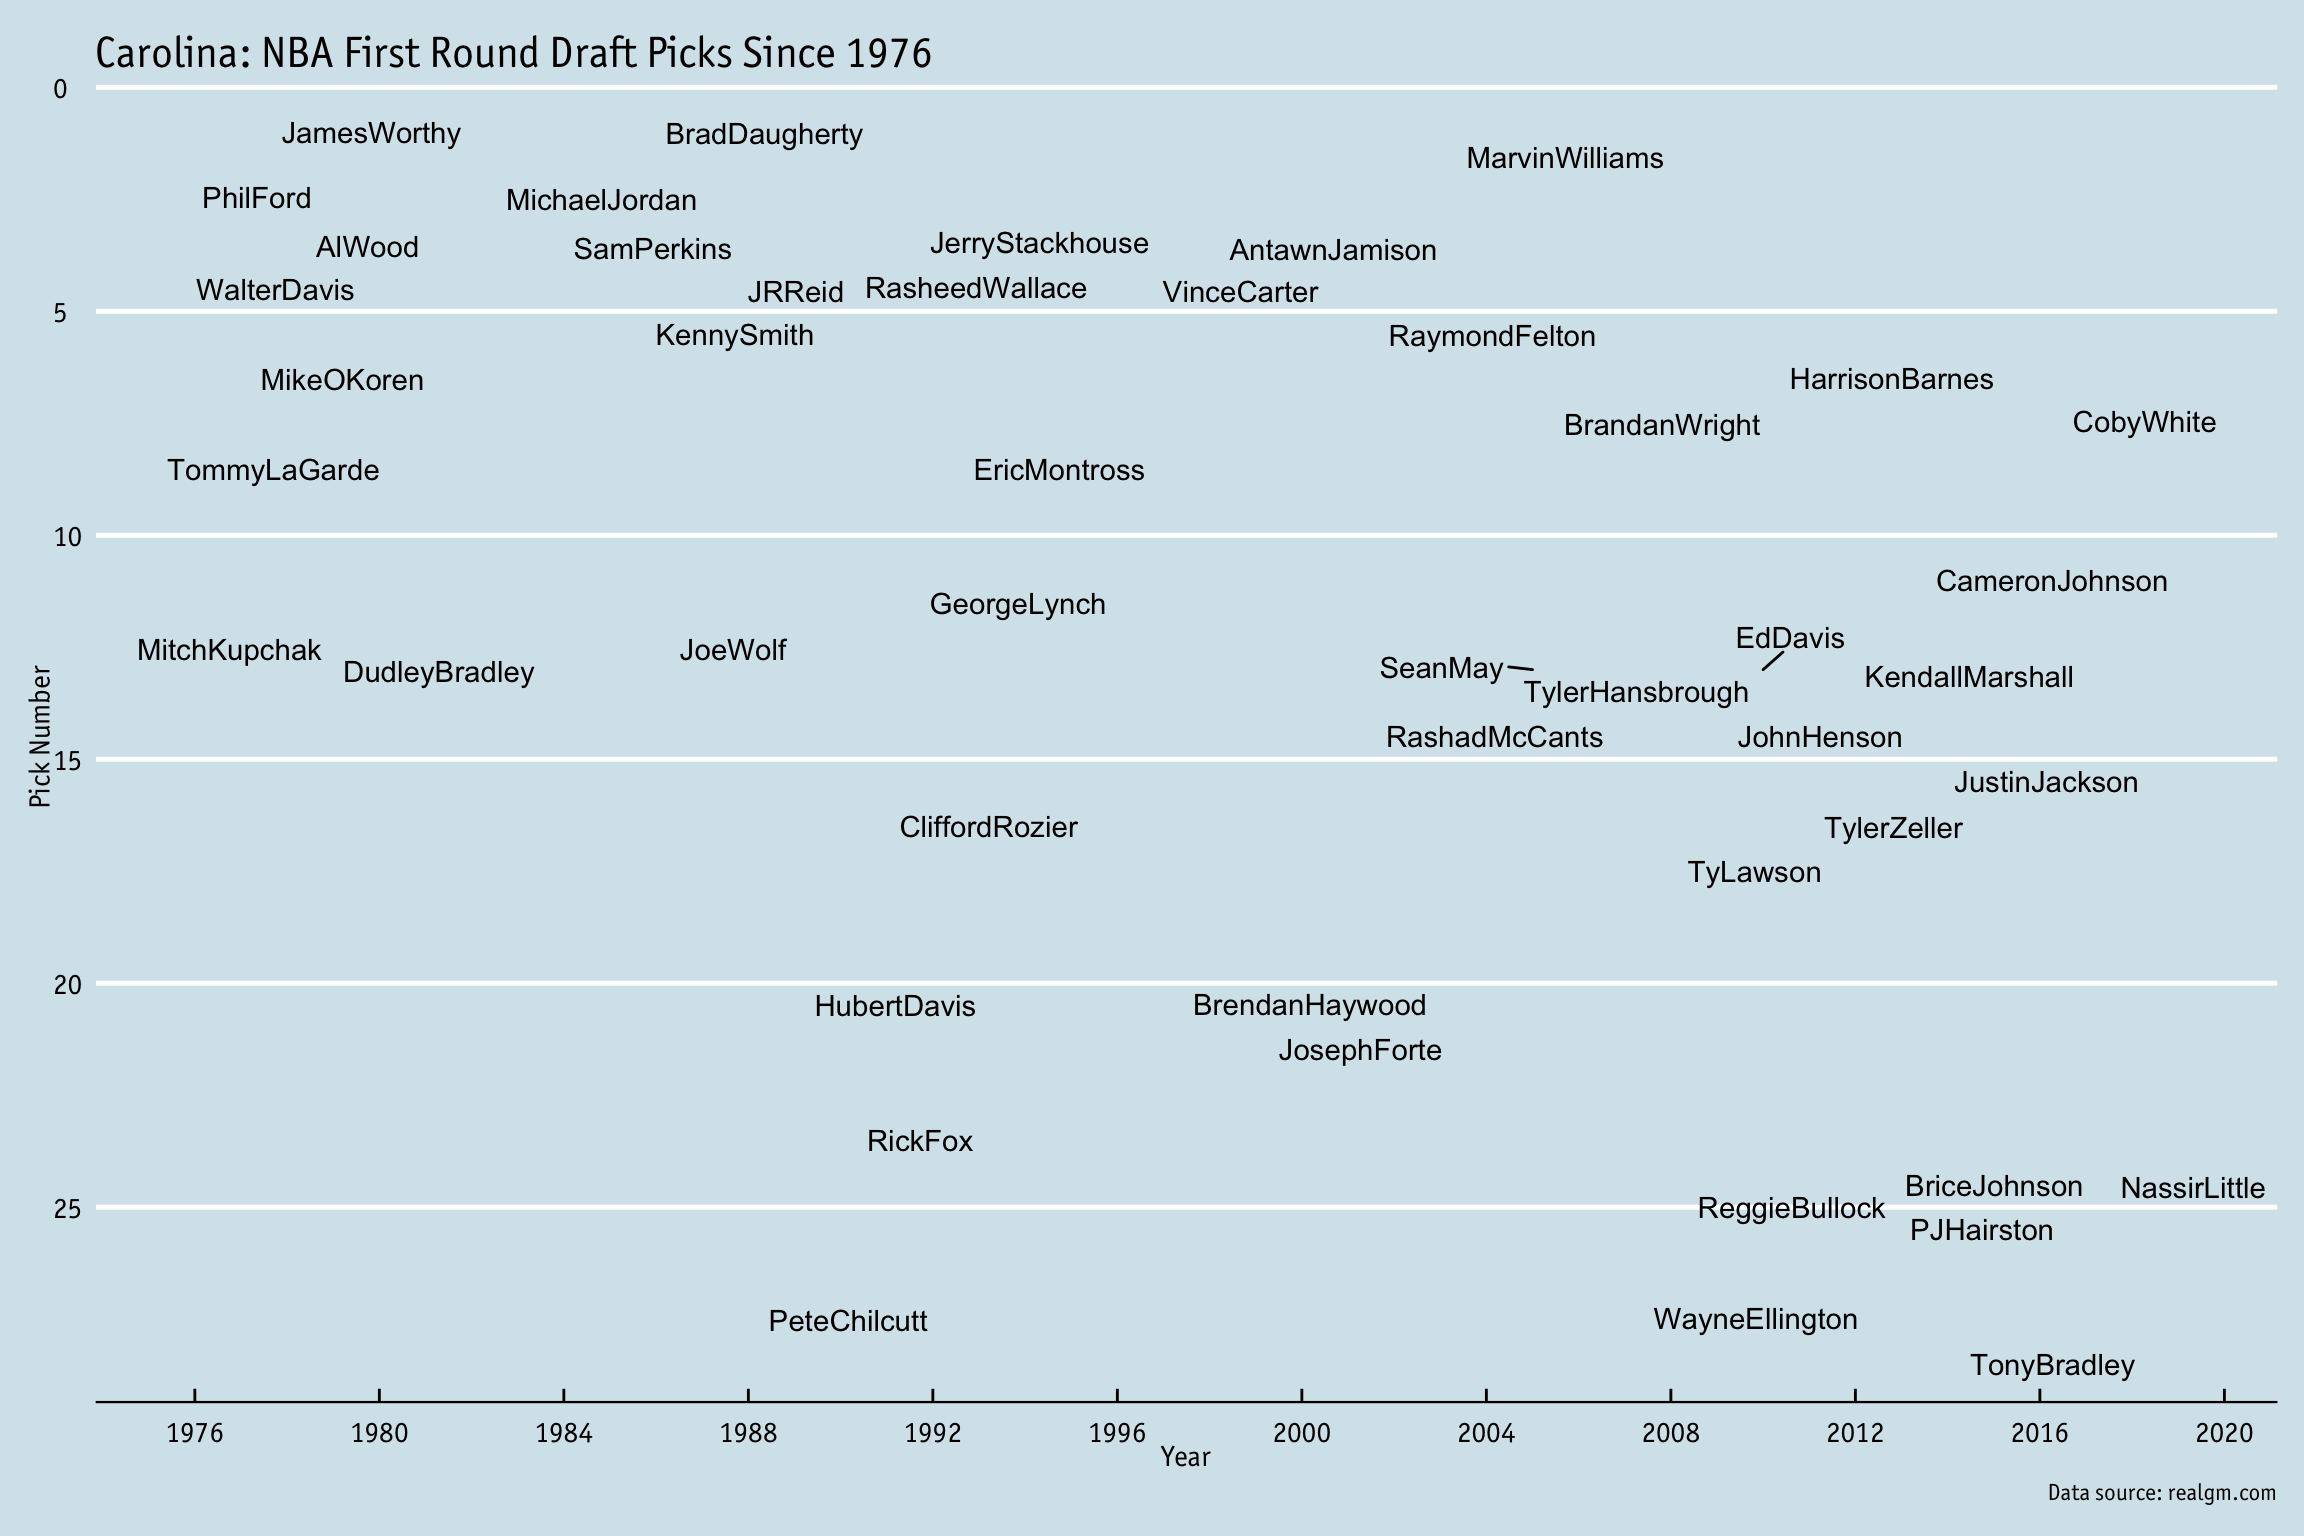 Carolina: NBA First Round Draft Picks Since 1976
0
JamesWorthy BradDaugherty
MarvinWilliams
PhilFord MichaelJordan
AlWood SamPerkins JerryStackhouse AntawnJamison
WalterDavis JRReid RasheedWallace VinceCarter
5
KennySmith RaymondFelton
MikeOKoren HarrisonBarnes
BrandanWright CobyWhite
TommyLaGarde EricMontross
10
CameronJohnson
GeorgeLynch
EdDavis
MitchKupchak JoeWolf
DudleyBradley SeanMay KendallMarshall
TylerHansbrough
RashadMcCants JohnHenson
Pick Number
15
JustinJackson
CliffordRozier TylerZeller
TyLawson
20
HubertDavis BrendanHaywood
JosephForte
RickFox
BriceJohnson NassirLittle
25
ReggieBullock
PJHairston
PeteChilcutt WayneEllington
TonyBradley
1976 1980 1984 1988 1992 1996 2000 2004 2008 2012 2016 2020
Year
Data source: realgm.com